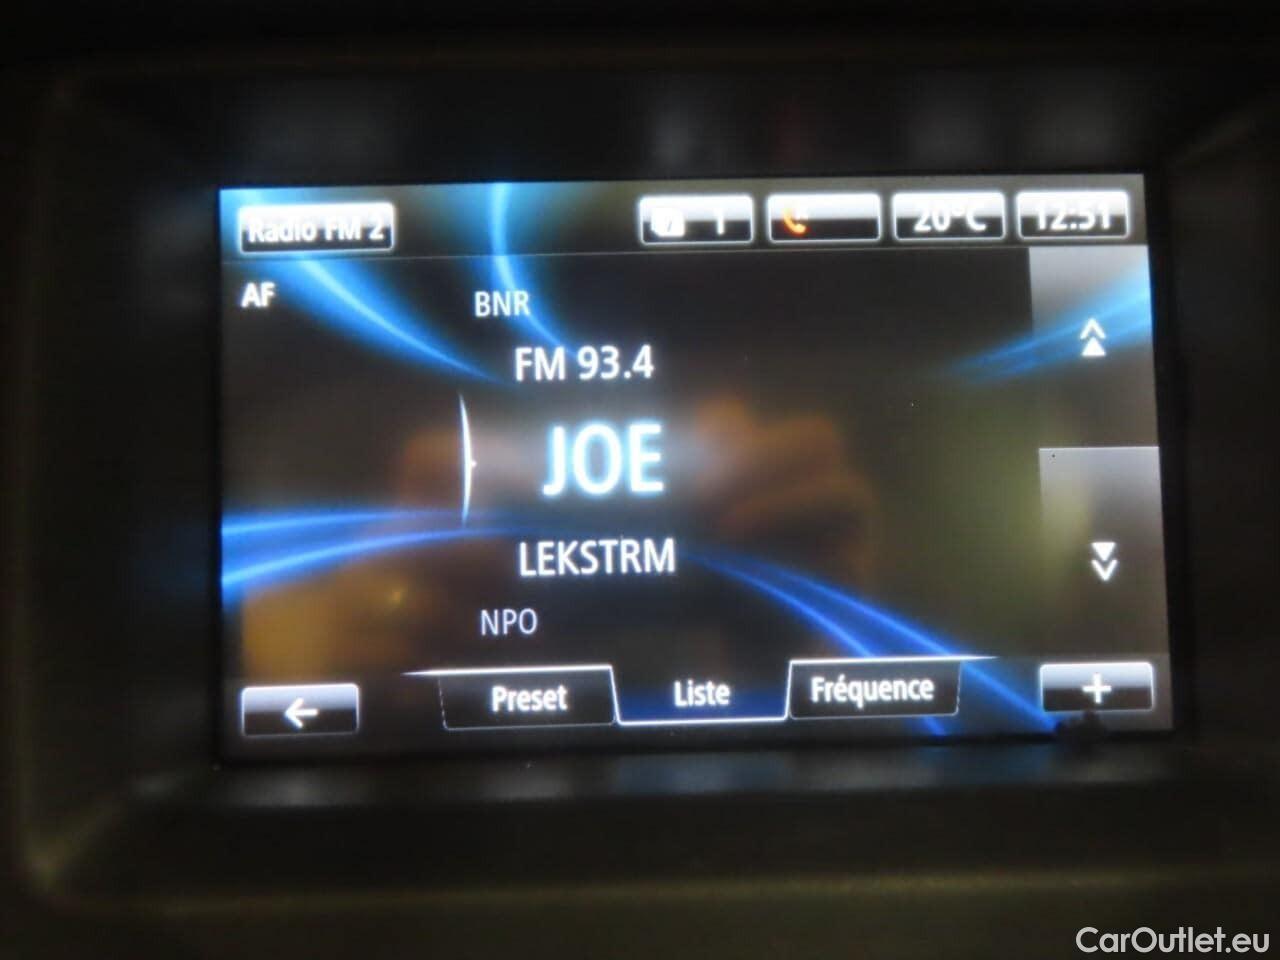 Radio FM 2
1
20°C
12:51
AF
BNR
FM 93.4
JOE
LEKSTRM
NPO
Preset
Liste
Fréquence
CarOutlet.eu